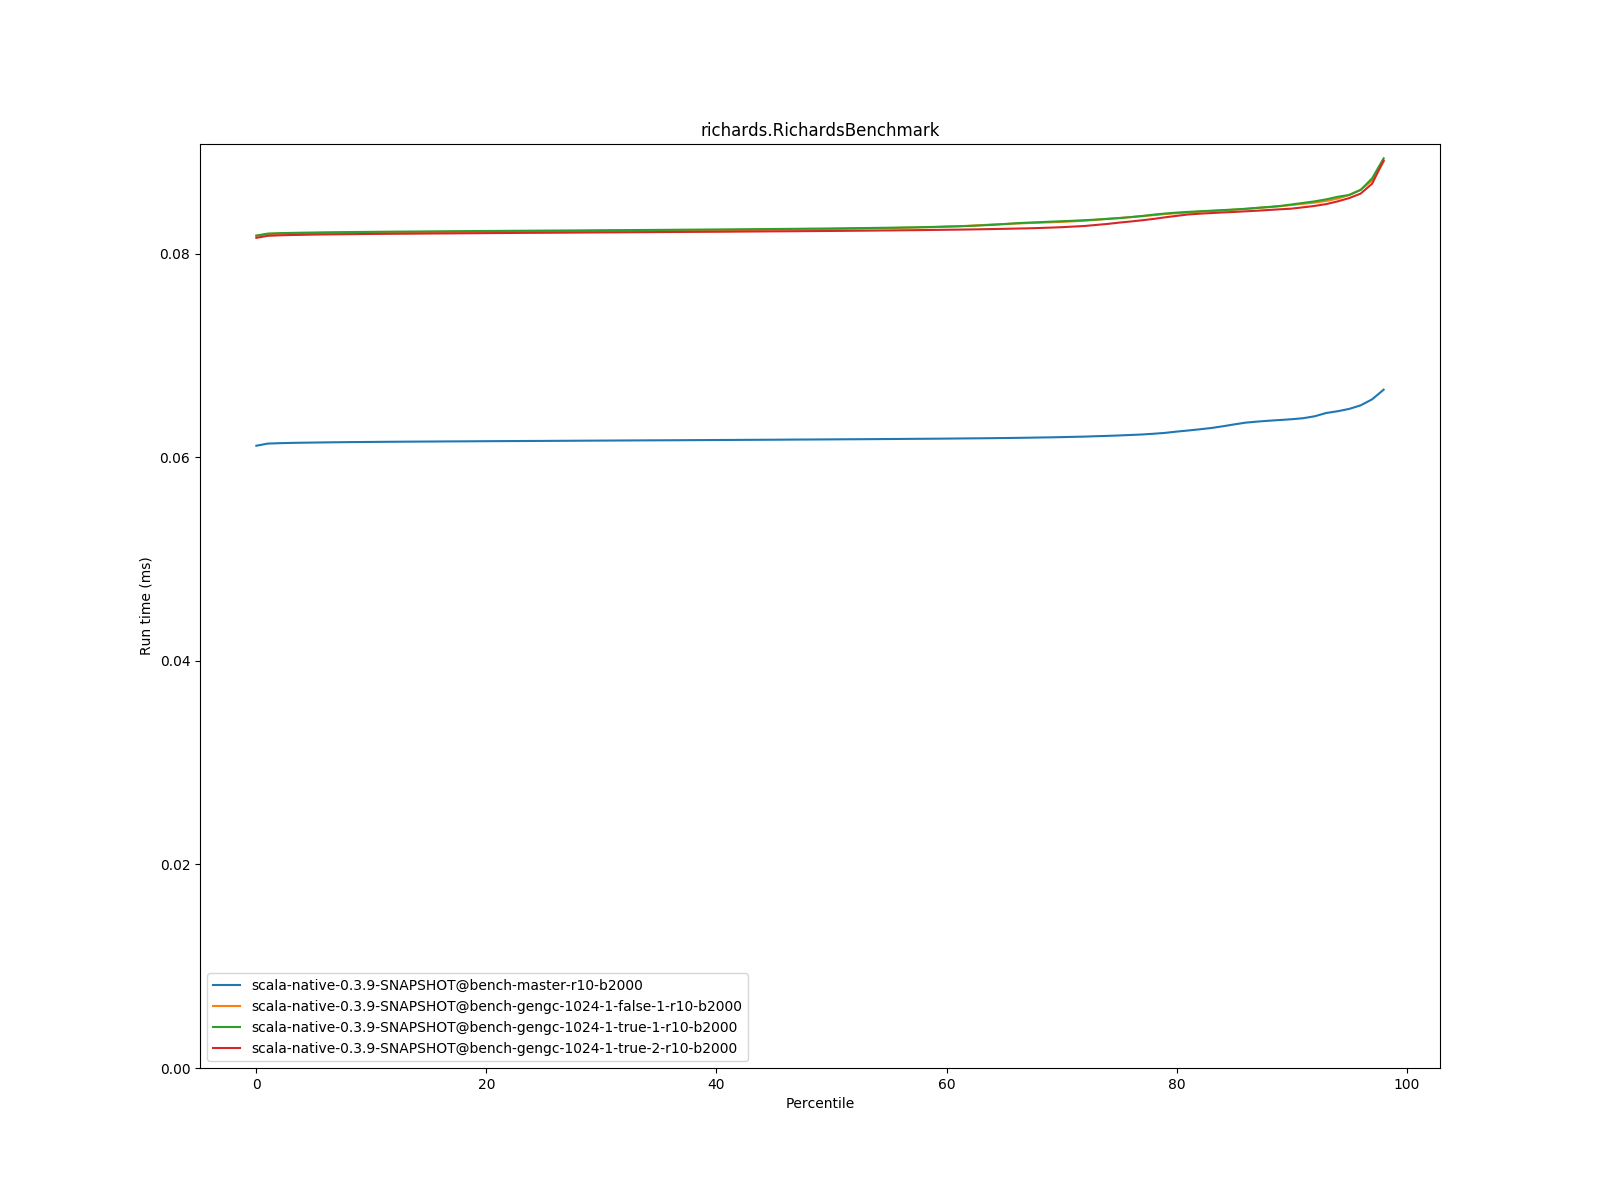 richards.RichardsBenchmark
Run time (ms)
0.08
0.06
0.04
0.02
0.00
scala-native-0.3.9-SNAPSHOT@bench-master-r10-b2000
scala-native-0.3.9-SNAPSHOT@bench-gengc-1024-1-false-1-r10-b2000
scala-native-0.3.9-SNAPSHOT@bench-gengc-1024-1-true-1-r10-b2000
scala-native-0.3.9-SNAPSHOT@bench-gengc-1024-1-true-2-r10-b2000
0 20 40 60 80 100
Percentile